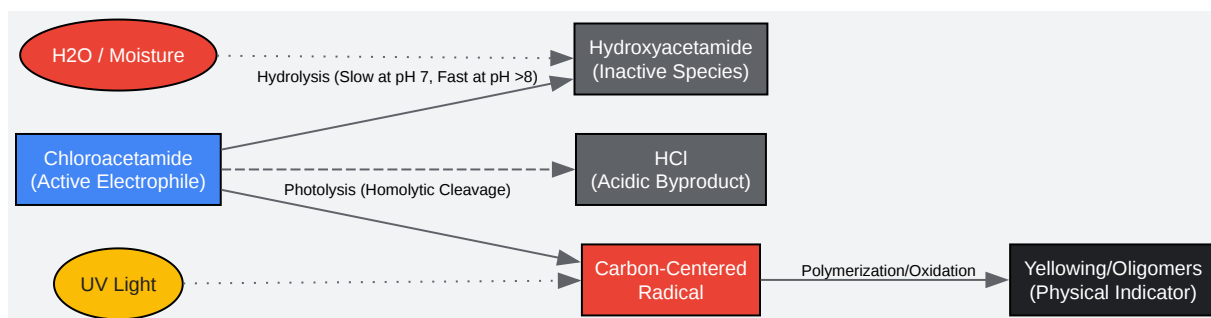 H2O / Moisture
Hydroxyacetamide
(Inactive Species)
Hydrolysis (Slow at pH 7, Fast at pH >8)
Chloroacetamide
(Active Electrophile)
HCl
(Acidic Byproduct)
Photolysis (Homolytic Cleavage)
UV Light
Carbon-Centered
Radical
Polymerization/Oxidation
Yellowing/Oligomers
(Physical Indicator)